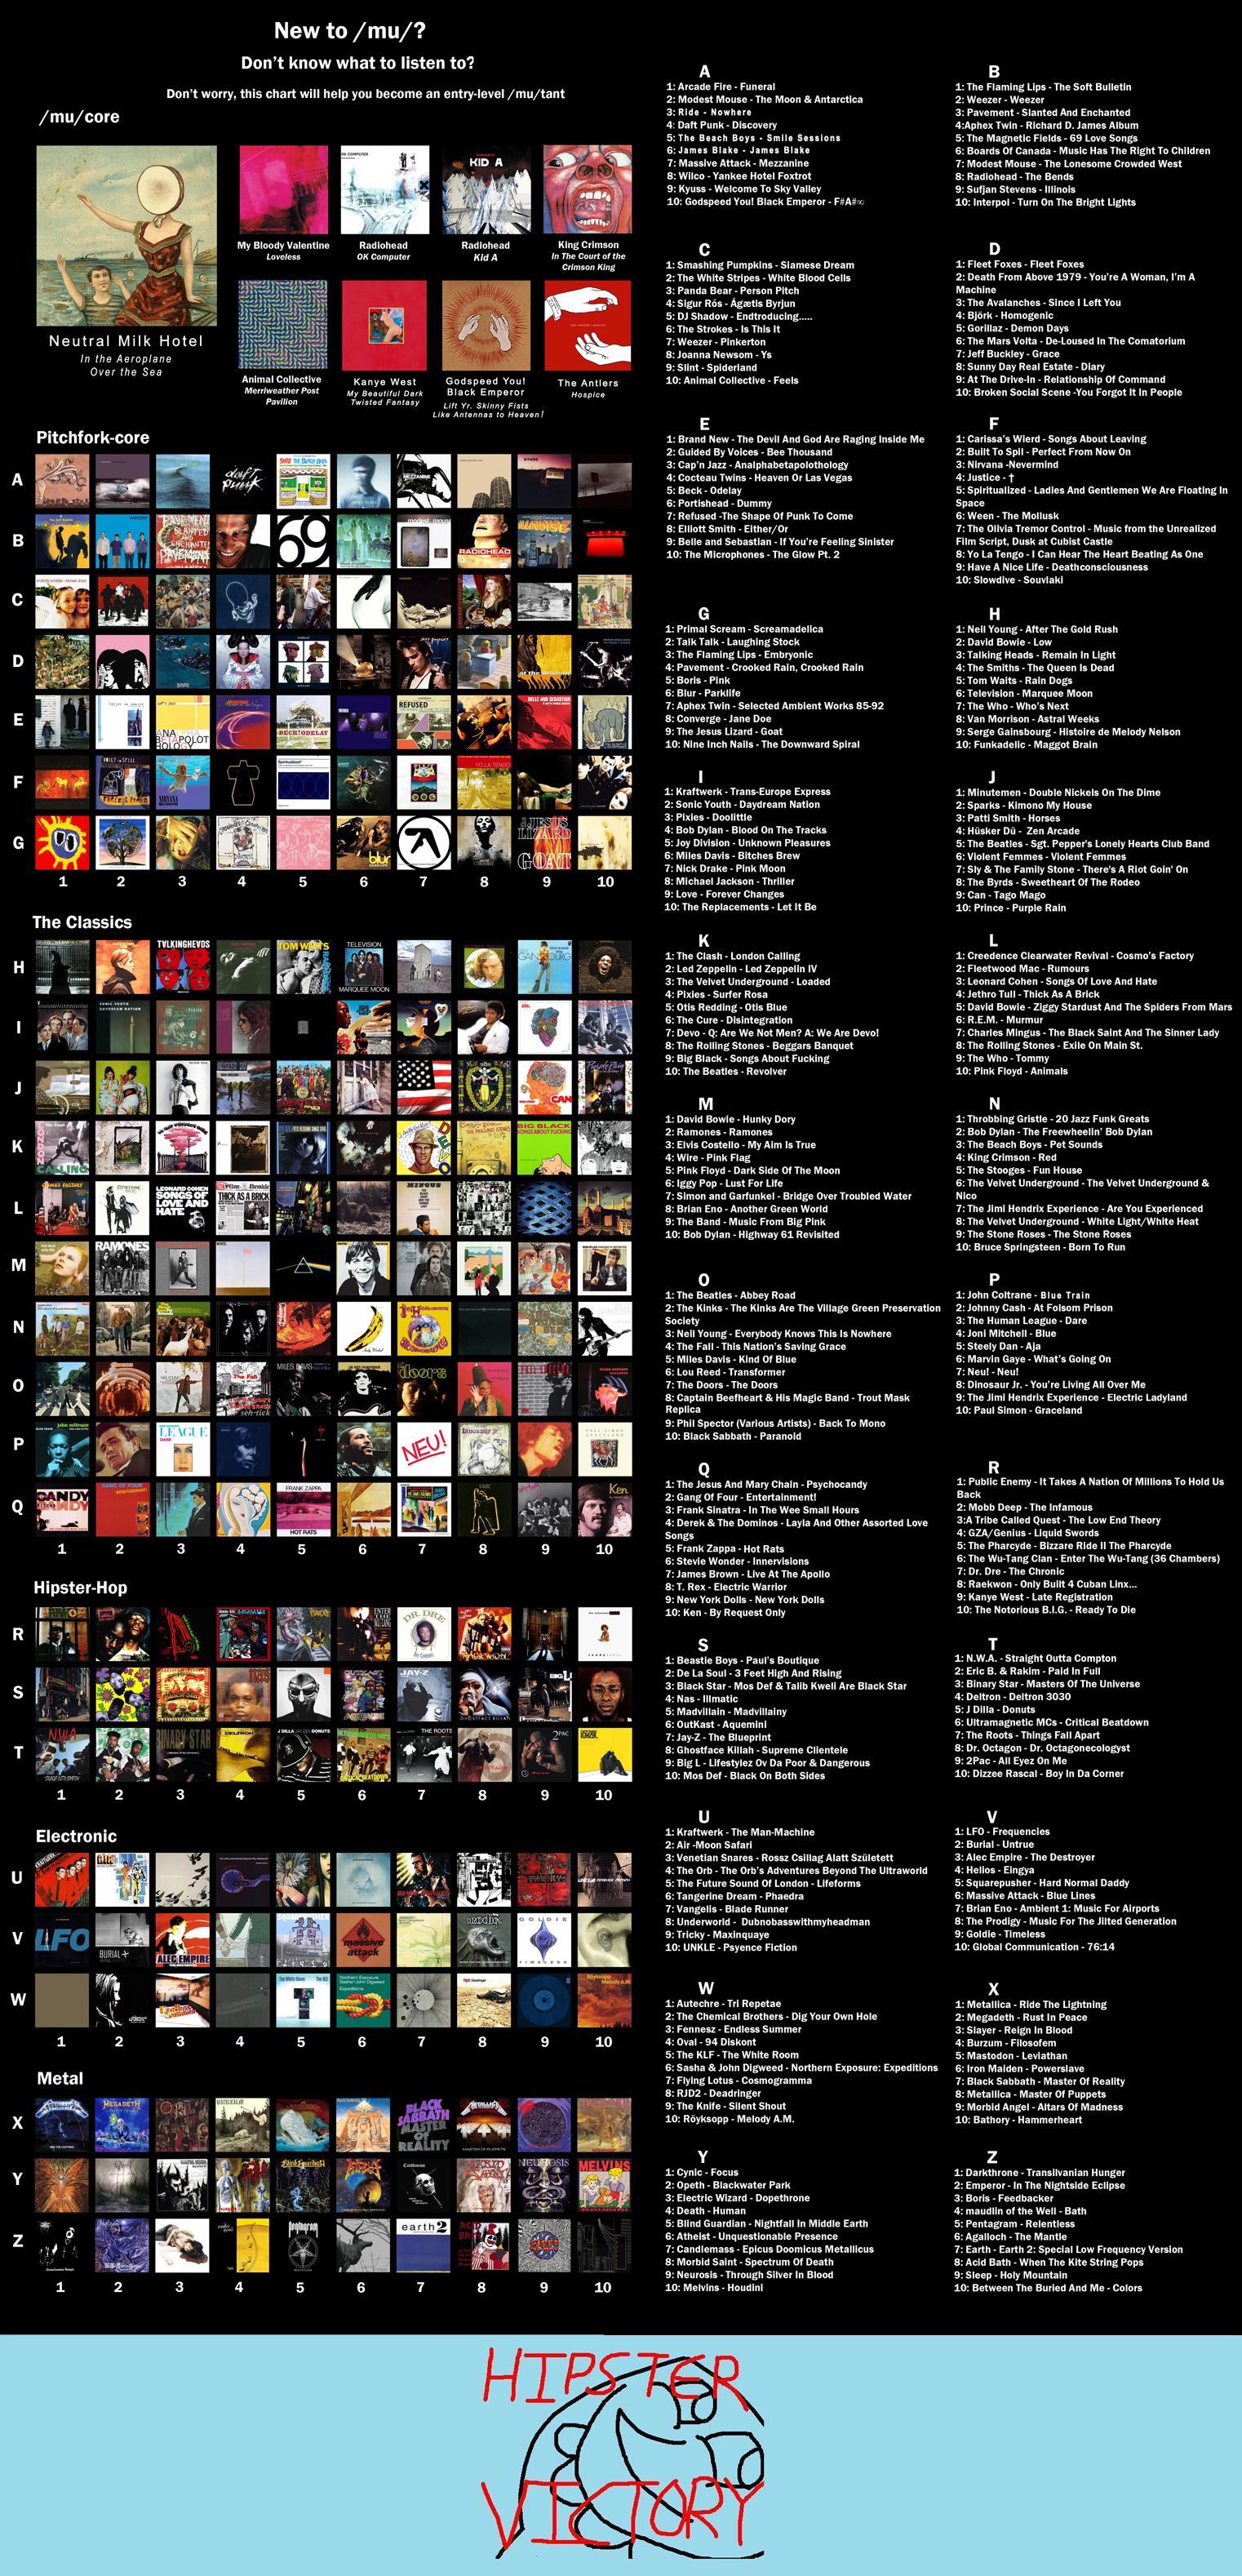 New to /mu/?
Don't know what to listen to?
Don't worry, this chart will help you become an entry-level /mu/tant
/mu/core
My Bloody Valentine
Loveless
Radiohead
OK Computer
Radiohead
Kid A
King Crimson
In The Court of the
Crimson King
Neutral Milk Hotel
In the Aeroplane
Over the Sea
Animal Collective
Merriweather Post
Pavilion
Kanye West
My Beautiful Dark
Twisted Fantasy
Godspeed You!
Black Emperor
Lift Yr. Skinny Fists
Like Antennas to Heaven!
The Antlers
Hospice
Pitchfork-core
A
B
C
D
E
F
G
1 2 3 4 5 6 7 8 9 10
The Classics
H
I
J
K
L
M
N
O
P
Q
1 2 3 4 5 6 7 8 9 10
Hipster-Hop
R
S
T
1 2 3 4 5 6 7 8 9 10
Electronic
U
V
W
1 2 3 4 5 6 7 8 9 10
Metal
X
Y
Z
1 2 3 4 5 6 7 8 9 10
A
1: Arcade Fire - Funeral
2: Modest Mouse - The Moon & Antarctica
3: Ride - Nowhere
4: Daft Punk - Discovery
5: The Beach Boys - Smile Sessions
6: James Blake - James Blake
7: Massive Attack - Mezzanine
8: Wilco - Yankee Hotel Foxtrot
9: Kyuss - Welcome To Sky Valley
10: Godspeed You! Black Emperor - F#A#∞
B
1: The Flaming Lips - The Soft Bulletin
2: Weezer - Weezer
3: Pavement - Slanted And Enchanted
4:Aphex Twin - Richard D. James Album
5: The Magnetic Fields - 69 Love Songs
6: Boards Of Canada - Music Has The Right To Children
7: Modest Mouse - The Lonesome Crowded West
8: Radiohead - The Bends
9: Sufjan Stevens - Illinois
10: Interpol - Turn On The Bright Lights
C
1: Smashing Pumpkins - Siamese Dream
2: The White Stripes - White Blood Cells
3: Panda Bear - Person Pitch
4: Sigur Rós - Ágætis Byrjun
5: DJ Shadow - Endtroducing.....
6: The Strokes - Is This It
7: Weezer - Pinkerton
8: Joanna Newsom - Ys
9: Slint - Spiderland
10: Animal Collective - Feels
D
1: Fleet Foxes - Fleet Foxes
2: Death From Above 1979 - You're A Woman, I'm A
Machine
3: The Avalanches - Since I Left You
4: Björk - Homogenic
5: Gorillaz - Demon Days
6: The Mars Volta - De-Loused In The Comatorium
7: Jeff Buckley - Grace
8: Sunny Day Real Estate - Diary
9: At The Drive-In - Relationship Of Command
10: Broken Social Scene -You Forgot It In People
E
1: Brand New - The Devil And God Are Raging Inside Me
2: Guided By Voices - Bee Thousand
3: Cap'n Jazz - Analphabetapolothology
4: Cocteau Twins - Heaven Or Las Vegas
5: Beck - Odelay
6: Portishead - Dummy
7: Refused -The Shape Of Punk To Come
8: Elliott Smith - Either/Or
9: Belle and Sebastian - If You're Feeling Sinister
10: The Microphones - The Glow Pt. 2
F
1: Carissa's Wierd - Songs About Leaving
2: Built To Spill - Perfect From Now On
3: Nirvana -Nevermind
4: Justice - †
5: Spiritualized - Ladies And Gentlemen We Are Floating In
Space
6: Ween - The Mollusk
7: The Olivia Tremor Control - Music from the Unrealized
Film Script, Dusk at Cubist Castle
8: Yo La Tengo - I Can Hear The Heart Beating As One
9: Have A Nice Life - Deathconsciousness
10: Slowdive - Souvlaki
G
1: Primal Scream - Screamadelica
2: Talk Talk - Laughing Stock
3: The Flaming Lips - Embryonic
4: Pavement - Crooked Rain, Crooked Rain
5: Boris - Pink
6: Blur - Parklife
7: Aphex Twin - Selected Ambient Works 85-92
8: Converge - Jane Doe
9: The Jesus Lizard - Goat
10: Nine Inch Nails - The Downward Spiral
H
1: Neil Young - After The Gold Rush
2: David Bowie - Low
3: Talking Heads - Remain In Light
4: The Smiths - The Queen Is Dead
5: Tom Waits - Rain Dogs
6: Television - Marquee Moon
7: The Who - Who's Next
8: Van Morrison - Astral Weeks
9: Serge Gainsbourg - Histoire de Melody Nelson
10: Funkadelic - Maggot Brain
I
1: Kraftwerk - Trans-Europe Express
2: Sonic Youth - Daydream Nation
3: Pixies - Doolittle
4: Bob Dylan - Blood On The Tracks
5: Joy Division - Unknown Pleasures
6: Miles Davis - Bitches Brew
7: Nick Drake - Pink Moon
8: Michael Jackson - Thriller
9: Love - Forever Changes
10: The Replacements - Let It Be
J
1: Minutemen - Double Nickels On The Dime
2: Sparks - Kimono My House
3: Patti Smith - Horses
4: Hüsker Dü - Zen Arcade
5: The Beatles - Sgt. Pepper's Lonely Hearts Club Band
6: Violent Femmes - Violent Femmes
7: Sly & The Family Stone - There's A Riot Goin' On
8: The Byrds - Sweetheart Of The Rodeo
9: Can - Tago Mago
10: Prince - Purple Rain
K
1: The Clash - London Calling
2: Led Zeppelin - Led Zeppelin IV
3: The Velvet Underground - Loaded
4: Pixies - Surfer Rosa
5: Otis Redding - Otis Blue
6: The Cure - Disintegration
7: Devo - Q: Are We Not Men? A: We Are Devo!
8: The Rolling Stones - Beggars Banquet
9: Big Black - Songs About Fucking
10: The Beatles - Revolver
L
1: Creedence Clearwater Revival - Cosmo's Factory
2: Fleetwood Mac - Rumours
3: Leonard Cohen - Songs Of Love And Hate
4: Jethro Tull - Thick As A Brick
5: David Bowie - Ziggy Stardust And The Spiders From Mars
6: R.E.M. - Murmur
7: Charles Mingus - The Black Saint And The Sinner Lady
8: The Rolling Stones - Exile On Main St.
9: The Who - Tommy
10: Pink Floyd - Animals
M
1: David Bowie - Hunky Dory
2: Ramones - Ramones
3: Elvis Costello - My Aim Is True
4: Wire - Pink Flag
5: Pink Floyd - Dark Side Of The Moon
6: Iggy Pop - Lust For Life
7: Simon and Garfunkel - Bridge Over Troubled Water
8: Brian Eno - Another Green World
9: The Band - Music From Big Pink
10: Bob Dylan - Highway 61 Revisited
N
1: Throbbing Gristle - 20 Jazz Funk Greats
2: Bob Dylan - The Freewheelin' Bob Dylan
3: The Beach Boys - Pet Sounds
4: King Crimson - Red
5: The Stooges - Fun House
6: The Velvet Underground - The Velvet Underground &
Nico
7: The Jimi Hendrix Experience - Are You Experienced
8: The Velvet Underground - White Light/White Heat
9: The Stone Roses - The Stone Roses
10: Bruce Springsteen - Born To Run
O
1: The Beatles - Abbey Road
2: The Kinks - The Kinks Are The Village Green Preservation
Society
3: Neil Young - Everybody Knows This Is Nowhere
4: The Fall - This Nation's Saving Grace
5: Miles Davis - Kind Of Blue
6: Lou Reed - Transformer
7: The Doors - The Doors
8: Captain Beefheart & His Magic Band - Trout Mask
Replica
9: Phil Spector (Various Artists) - Back To Mono
10: Black Sabbath - Paranoid
P
1: John Coltrane - Blue Train
2: Johnny Cash - At Folsom Prison
3: The Human League - Dare
4: Joni Mitchell - Blue
5: Steely Dan - Aja
6: Marvin Gaye - What's Going On
7: Neu! - Neu!
8: Dinosaur Jr. - You're Living All Over Me
9: The Jimi Hendrix Experience - Electric Ladyland
10: Paul Simon - Graceland
Q
1: The Jesus And Mary Chain - Psychocandy
2: Gang Of Four - Entertainment!
3: Frank Sinatra - In The Wee Small Hours
4: Derek & The Dominos - Layla And Other Assorted Love
Songs
5: Frank Zappa - Hot Rats
6: Stevie Wonder - Innervisions
7: James Brown - Live At The Apollo
8: T. Rex - Electric Warrior
9: New York Dolls - New York Dolls
10: Ken - By Request Only
R
1: Public Enemy - It Takes A Nation Of Millions To Hold Us
Back
2: Mobb Deep - The Infamous
3:A Tribe Called Quest - The Low End Theory
4: GZA/Genius - Liquid Swords
5: The Pharcyde - Bizzare Ride II The Pharcyde
6: The Wu-Tang Clan - Enter The Wu-Tang (36 Chambers)
7: Dr. Dre - The Chronic
8: Raekwon - Only Built 4 Cuban Linx...
9: Kanye West - Late Registration
10: The Notorious B.I.G. - Ready To Die
S
1: Beastie Boys - Paul's Boutique
2: De La Soul - 3 Feet High And Rising
3: Black Star - Mos Def & Talib Kweli Are Black Star
4: Nas - Illmatic
5: Madvillain - Madvillainy
6: OutKast - Aquemini
7: Jay-Z - The Blueprint
8: Ghostface Killah - Supreme Clientele
9: Big L - Lifestylez Ov Da Poor & Dangerous
10: Mos Def - Black On Both Sides
T
1: N.W.A. - Straight Outta Compton
2: Eric B. & Rakim - Paid In Full
3: Binary Star - Masters Of The Universe
4: Deltron - Deltron 3030
5: J Dilla - Donuts
6: Ultramagnetic MCs - Critical Beatdown
7: The Roots - Things Fall Apart
8: Dr. Octagon - Dr. Octagonecologyst
9: 2Pac - All Eyez On Me
10: Dizzee Rascal - Boy In Da Corner
U
1: Kraftwerk - The Man-Machine
2: Air -Moon Safari
3: Venetian Snares - Rossz Csillag Alatt Született
4: The Orb - The Orb's Adventures Beyond The Ultraworld
5: The Future Sound Of London - Lifeforms
6: Tangerine Dream - Phaedra
7: Vangelis - Blade Runner
8: Underworld - Dubnobasswithmyheadman
9: Tricky - Maxinquaye
10: UNKLE - Psyence Fiction
V
1: LFO - Frequencies
2: Burial - Untrue
3: Alec Empire - The Destroyer
4: Helios - Eingya
5: Squarepusher - Hard Normal Daddy
6: Massive Attack - Blue Lines
7: Brian Eno - Ambient 1: Music For Airports
8: The Prodigy - Music For The Jilted Generation
9: Goldie - Timeless
10: Global Communication - 76:14
W
1: Autechre - Tri Repetae
2: The Chemical Brothers - Dig Your Own Hole
3: Fennesz - Endless Summer
4: Oval - 94 Diskont
5: The KLF - The White Room
6: Sasha & John Digweed - Northern Exposure: Expeditions
7: Flying Lotus - Cosmogramma
8: RJD2 - Deadringer
9: The Knife - Silent Shout
10: Röyksopp - Melody A.M.
X
1: Metallica - Ride The Lightning
2: Megadeth - Rust In Peace
3: Slayer - Reign In Blood
4: Burzum - Filosofem
5: Mastodon - Leviathan
6: Iron Maiden - Powerslave
7: Black Sabbath - Master Of Reality
8: Metallica - Master Of Puppets
9: Morbid Angel - Altars Of Madness
10: Bathory - Hammerheart
Y
1: Cynic - Focus
2: Opeth - Blackwater Park
3: Electric Wizard - Dopethrone
4: Death - Human
5: Blind Guardian - Nightfall In Middle Earth
6: Atheist - Unquestionable Presence
7: Candlemass - Epicus Doomicus Metallicus
8: Morbid Saint - Spectrum Of Death
9: Neurosis - Through Silver In Blood
10: Melvins - Houdini
Z
1: Darkthrone - Transilvanian Hunger
2: Emperor - In The Nightside Eclipse
3: Boris - Feedbacker
4: maudlin of the Well - Bath
5: Pentagram - Relentless
6: Agalloch - The Mantle
7: Earth - Earth 2: Special Low Frequency Version
8: Acid Bath - When The Kite String Pops
9: Sleep - Holy Mountain
10: Between The Buried And Me - Colors
HIPSTER
VICTORY